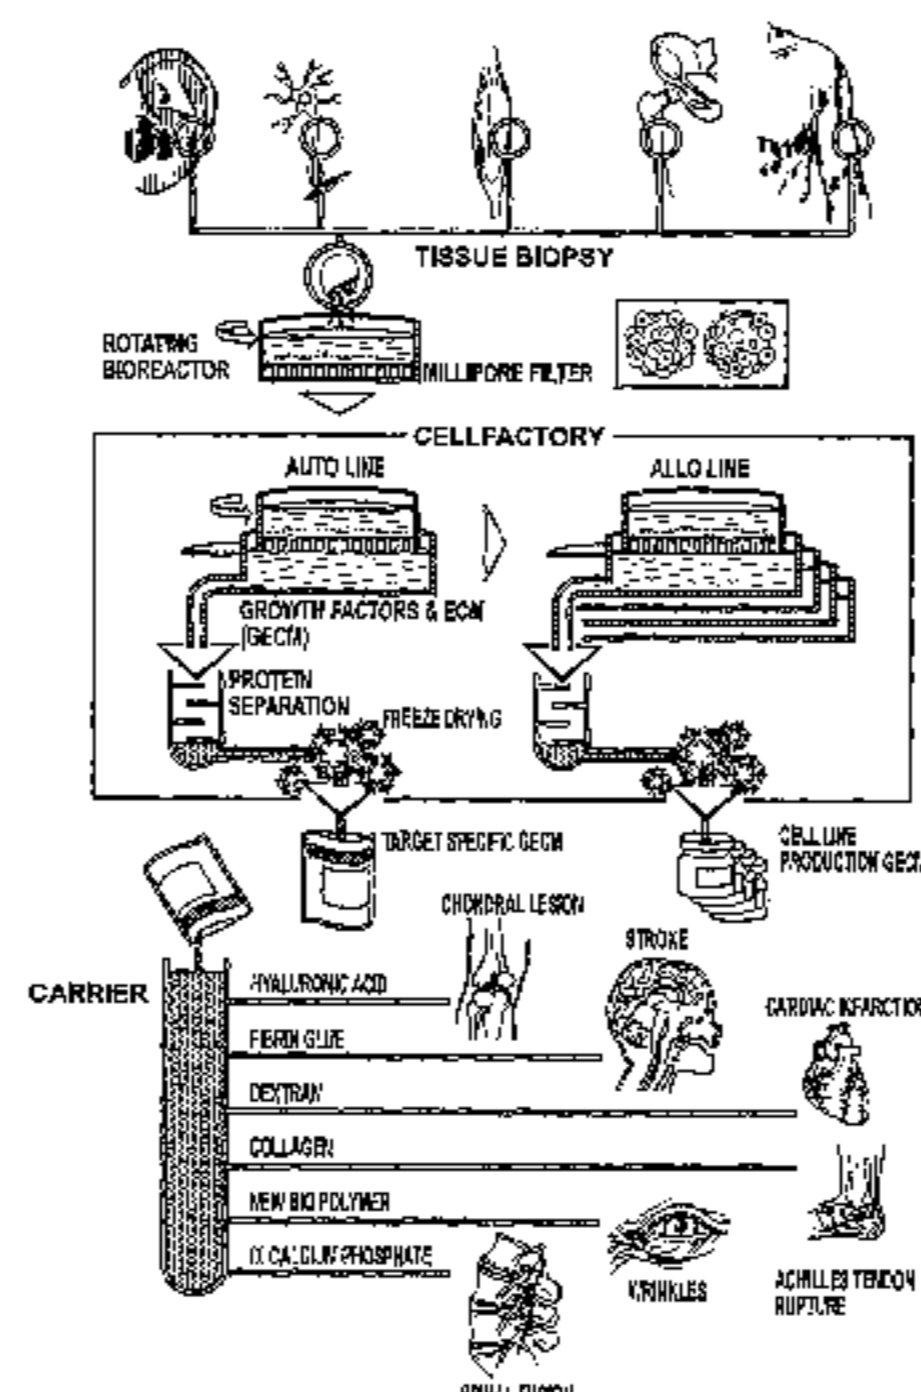 TISSUE BIOPSY
ROTATING
BIOREACTOR
MILLIPORE FILTER
CELLFACTORY
AUTO LINE
ALLO LINE
GROWTH FACTORS & ECM
(GECM)
PROTEIN
SEPARATION
FREEZE DRYING
TARGET SPECIFIC GECM
CELL LINE
PRODUCTION GECM
CHONDRAL LESION
STROKE
CARRIER
HYALURONIC ACID
CARDIAC INFARCTION
FIBRIN GLUE
DEXTRAN
COLLAGEN
NEW BIO POLYMER
CALCIUM PHOSPHATE
WRINKLES
ACHILLES TENDON
RUPTURE